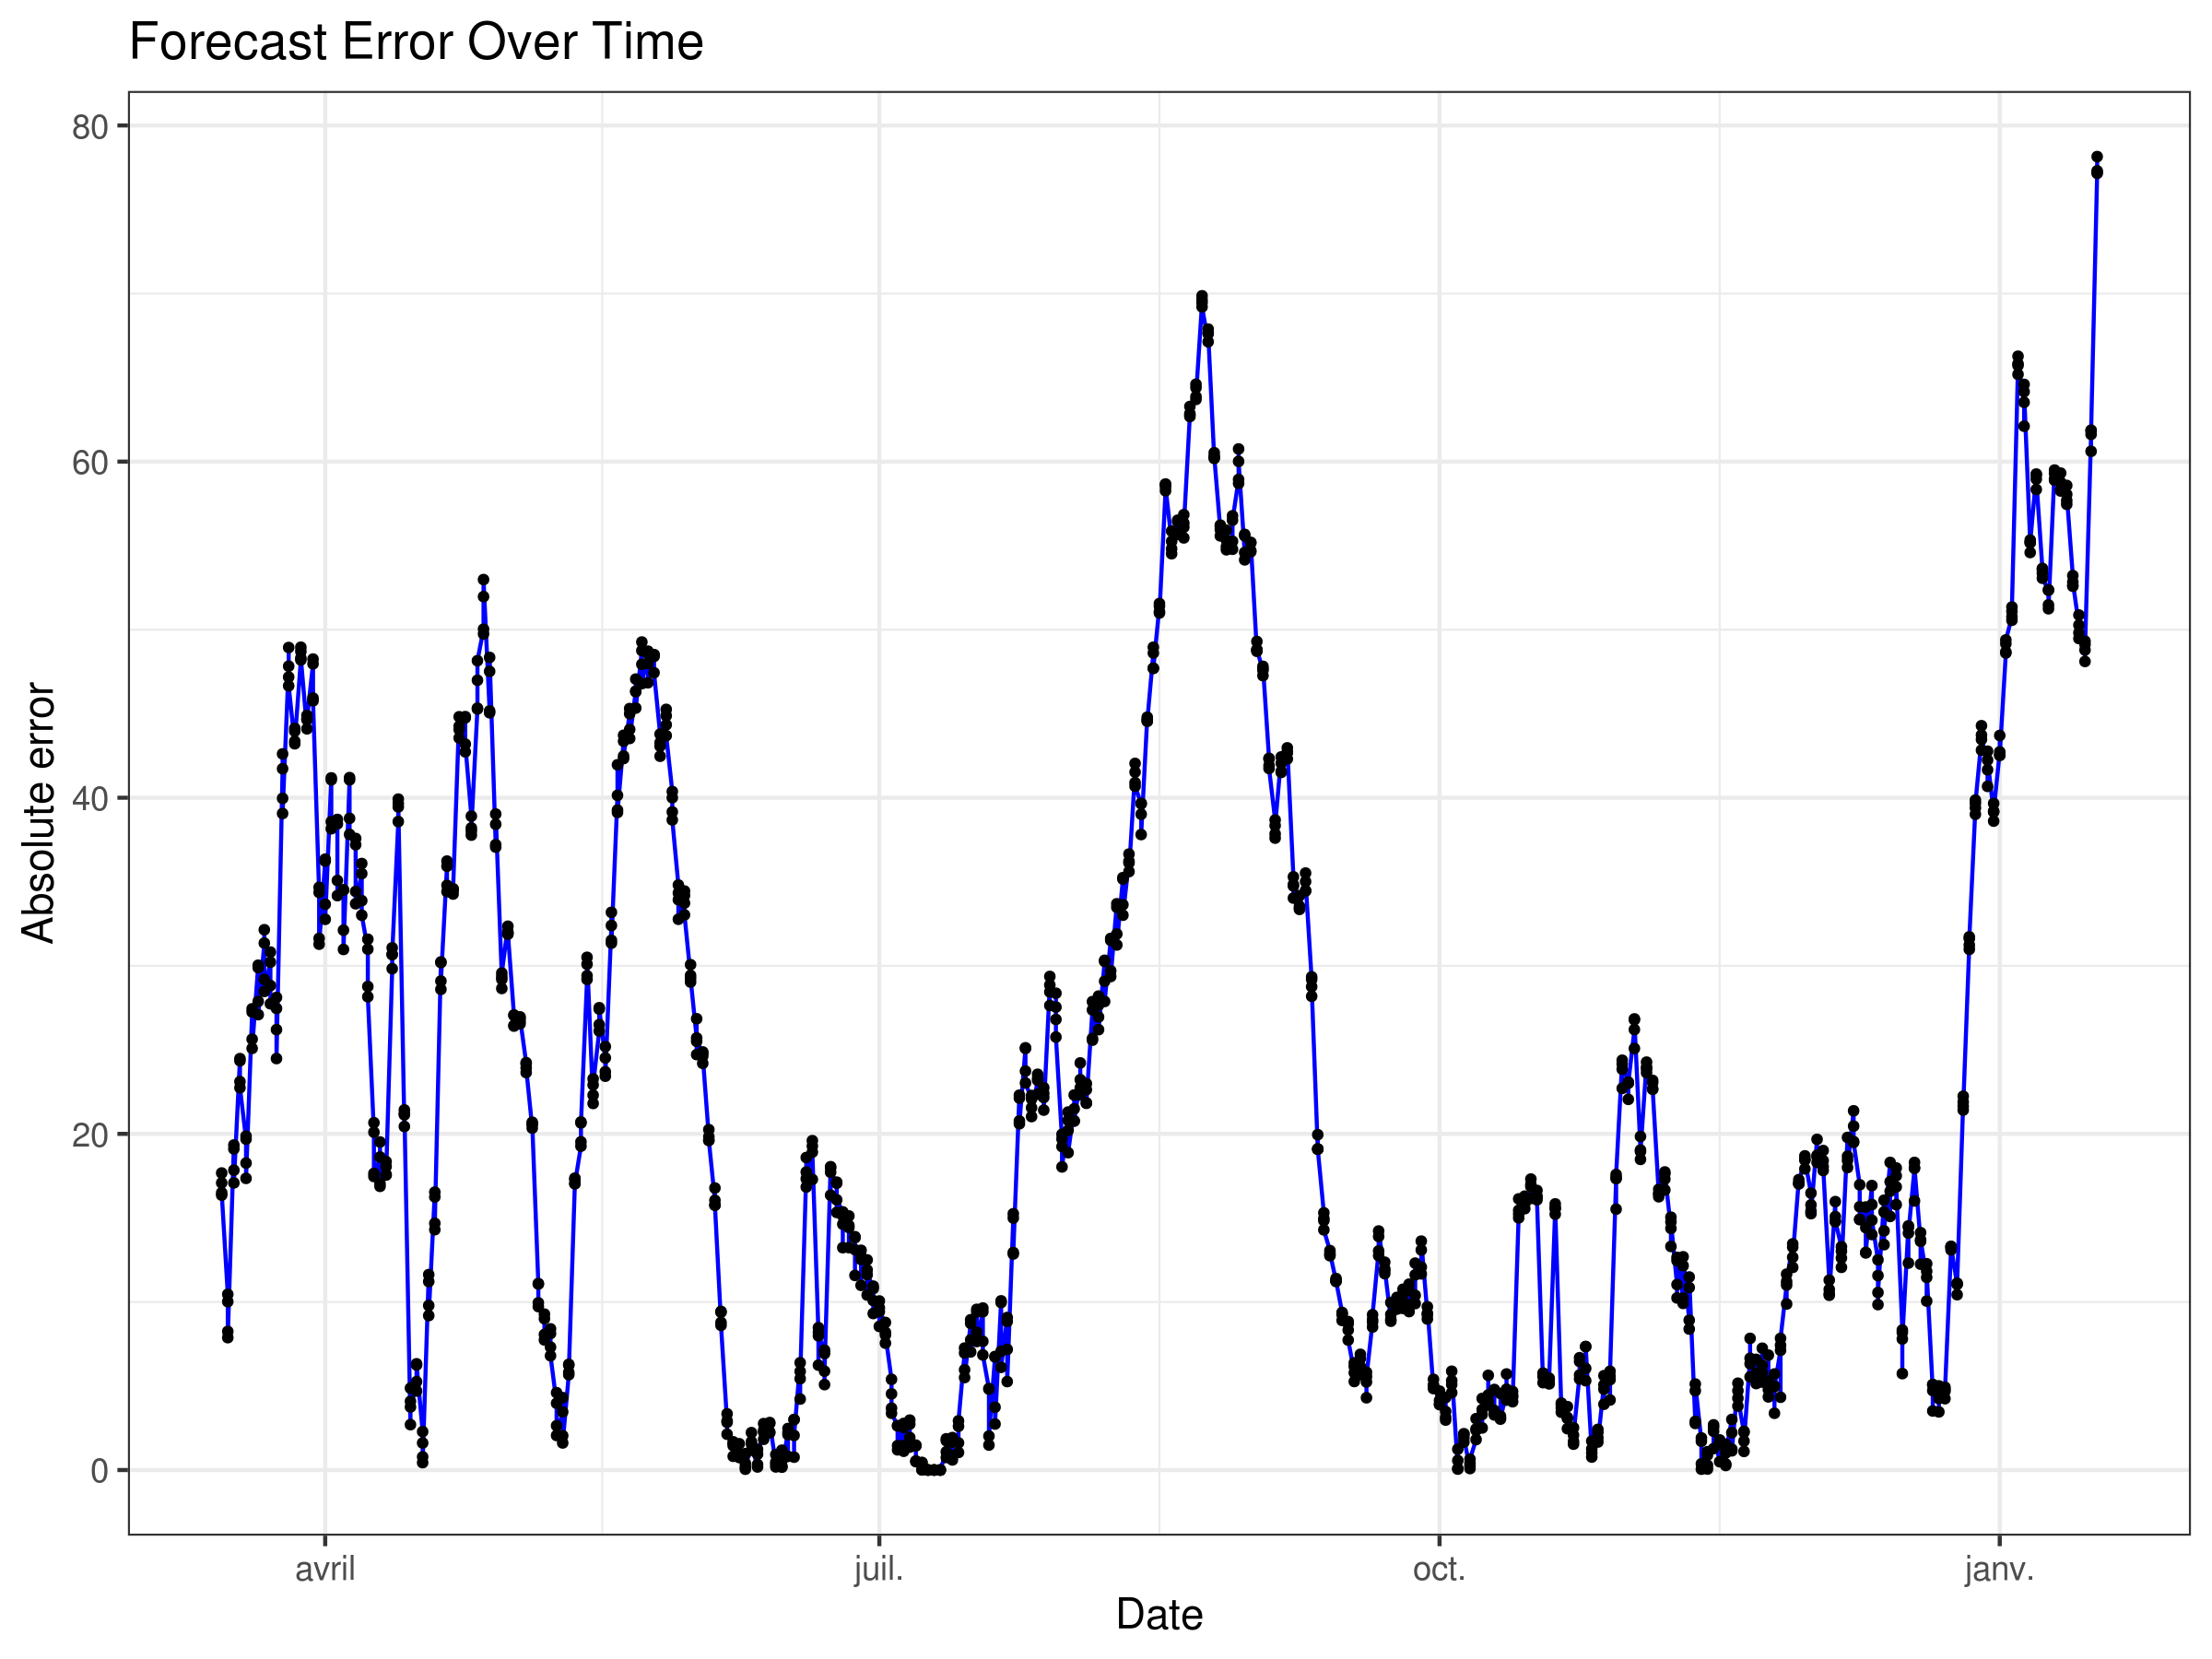 Forecast Error Over Time
80
60
40
20
0
Absolute error
avril
juil.
oct.
janv.
Date